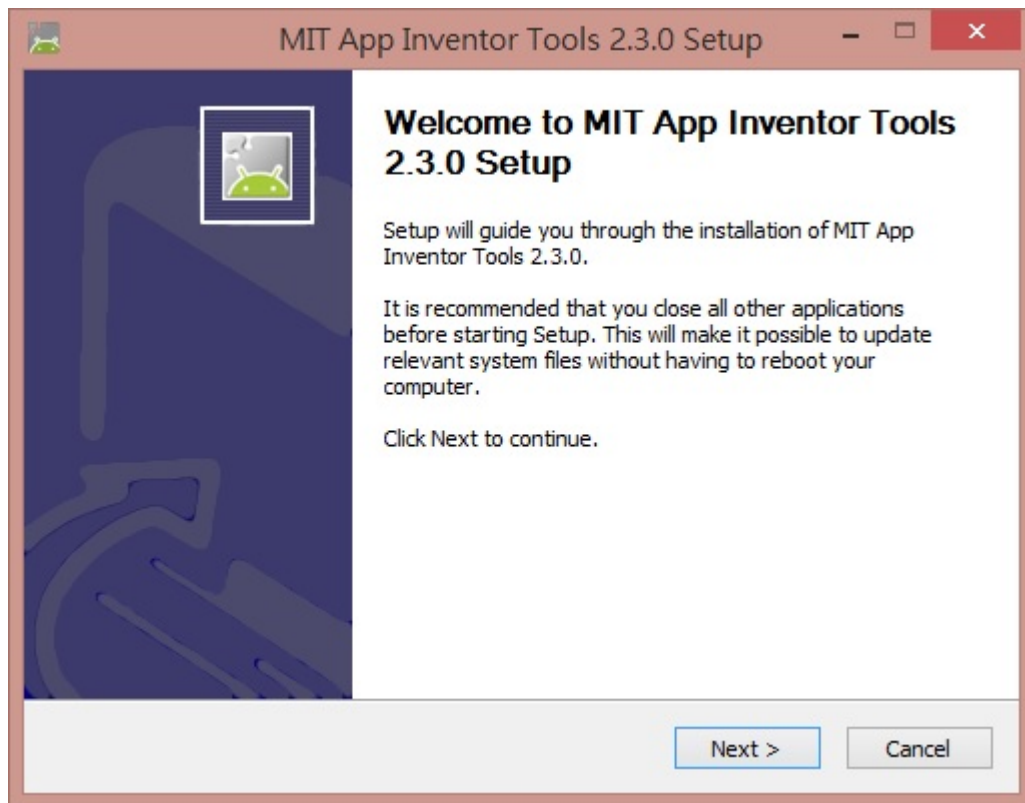 MIT App Inventor Tools 2.3.0 Setup
Welcome to MIT App Inventor Tools
2.3.0 Setup
Setup will guide you through the installation of MIT App
Inventor Tools 2.3.0.
It is recommended that you close all other applications
before starting Setup. This will make it possible to update
relevant system files without having to reboot your
computer.
Click Next to continue.
Next >
Cancel